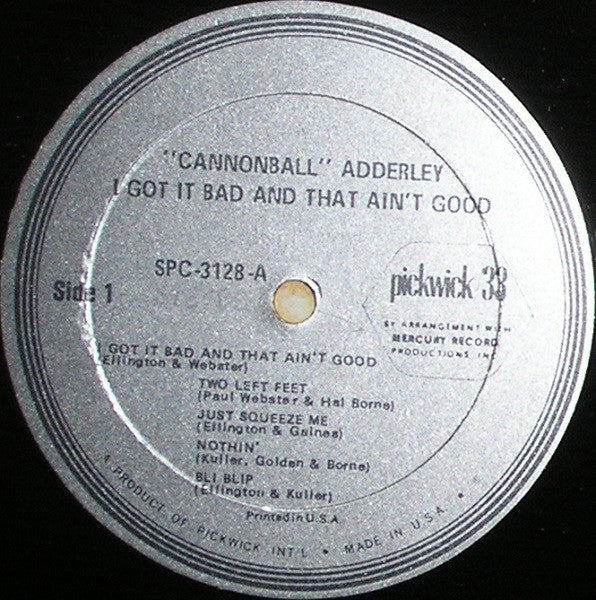 "CANNONBALL" ADDERLEY
I GOT IT BAD AND THAT AIN'T GOOD
SPC-3128-A
Side 1
pickwick 33
BY ARRANGEMENT WITH
MERCURY RECORD
PRODUCTIONS INC.
I GOT IT BAD AND THAT AIN'T GOOD
(Ellington & Webster)
TWO LEFT FEET
(Paul Webster & Hal Borne)
JUST SQUEEZE ME
(Ellington & Gaines)
NOTHIN'
(Kuller, Golden & Borne)
BLI BLIP
(Ellington & Kuller)
Printed in U.S.A.
A PRODUCT OF PICKWICK INT'L • MADE IN U.S.A. •